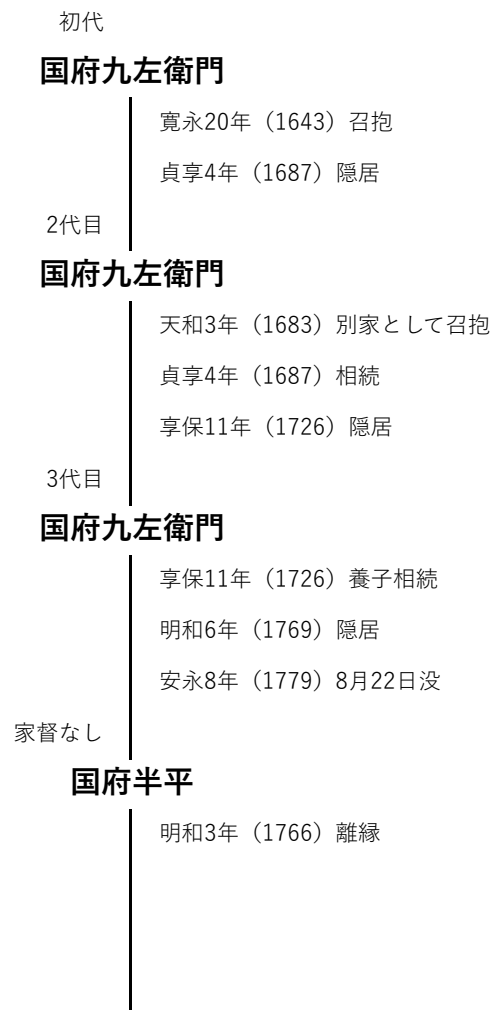 初代
国府九左衛門
寛永20年（1643）召抱
貞享4年（1687）隠居
2代目
国府九左衛門
天和3年（1683）別家として召抱
貞享4年（1687）相続
享保11年（1726）隠居
3代目
国府九左衛門
享保11年（1726）養子相続
明和6年（1769）隠居
安永8年（1779）8月22日没
家督なし
国府半平
明和3年（1766）離縁